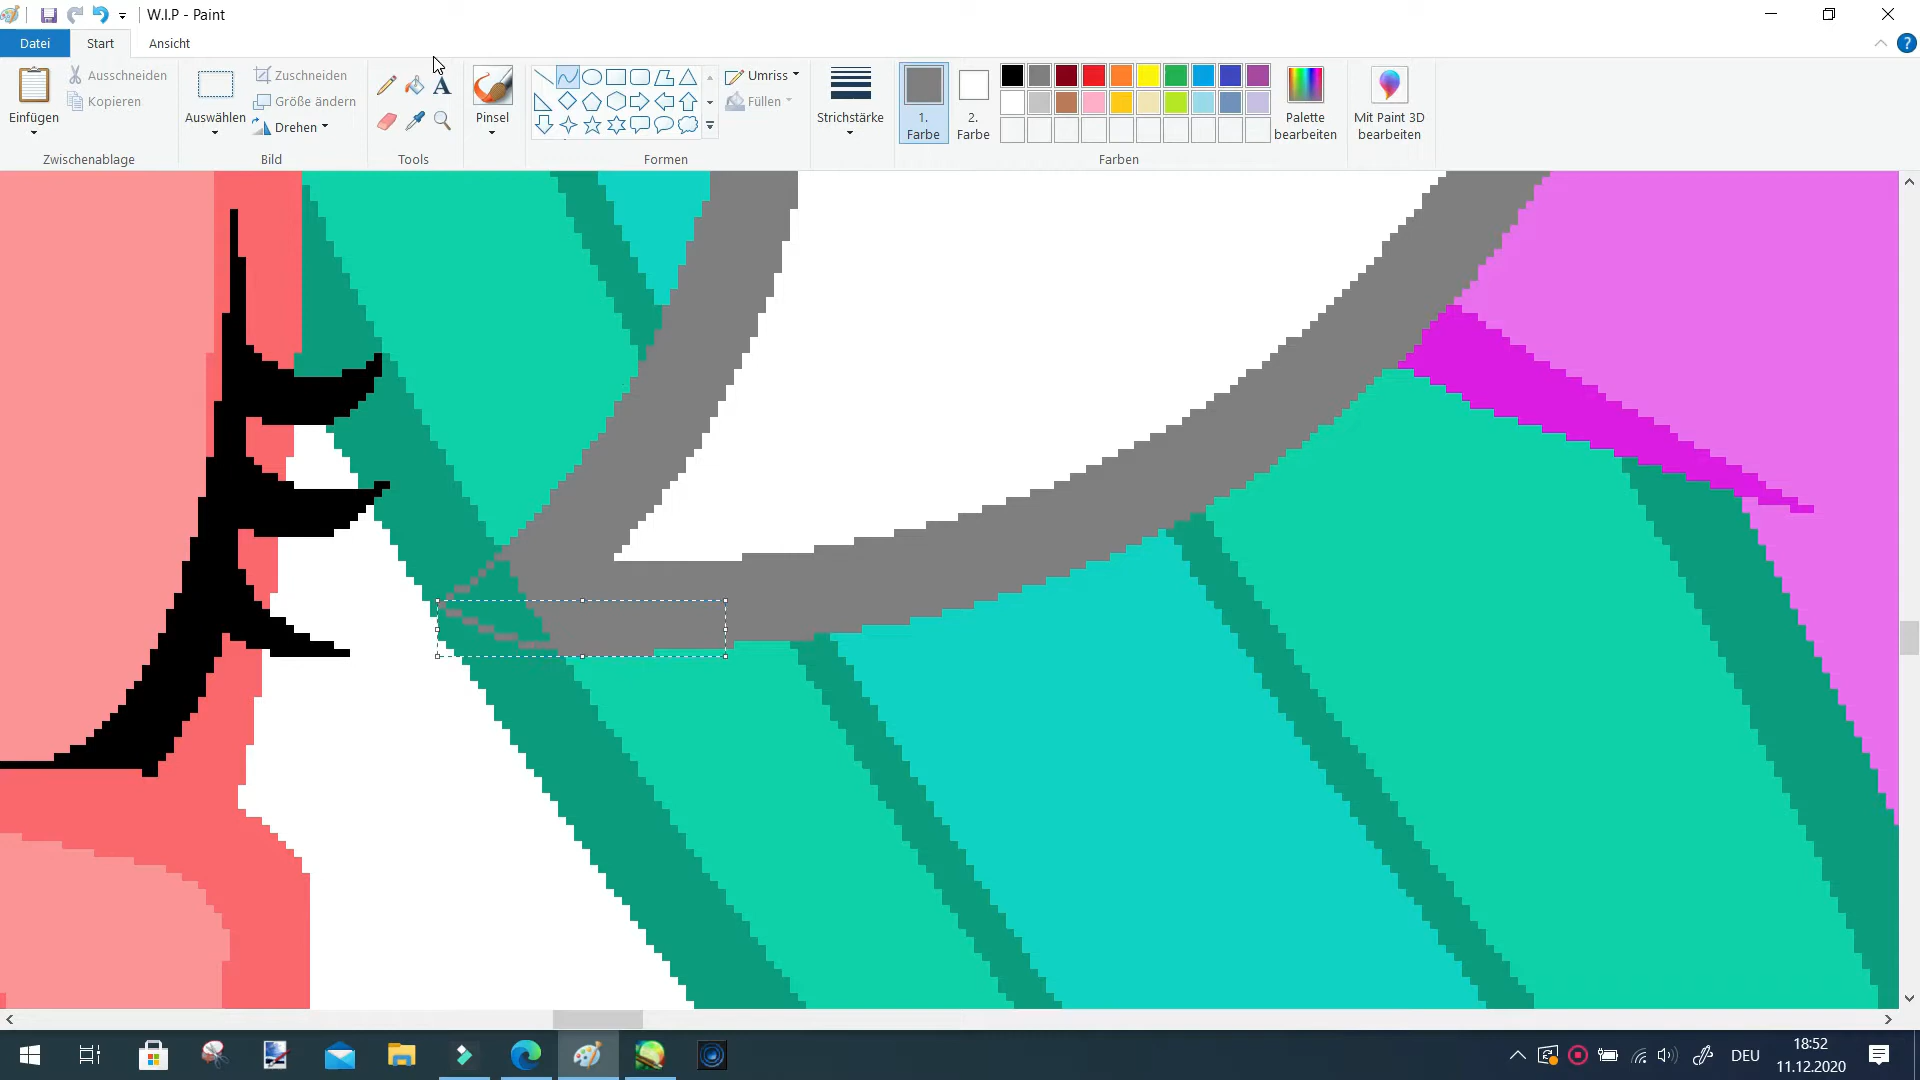 W.I.P - Paint
Datei Start Ansicht
?
Einfügen
Ausschneiden
Kopieren
Zwischenablage
Auswählen
Zuschneiden
Größe ändern
Drehen
Bild
A
Tools
Pinsel
Umriss
Füllen
Formen
Strichstärke
1.
Farbe
2.
Farbe
Palette
bearbeiten
Farben
Mit Paint 3D
bearbeiten
DEU
18:52
11.12.2020